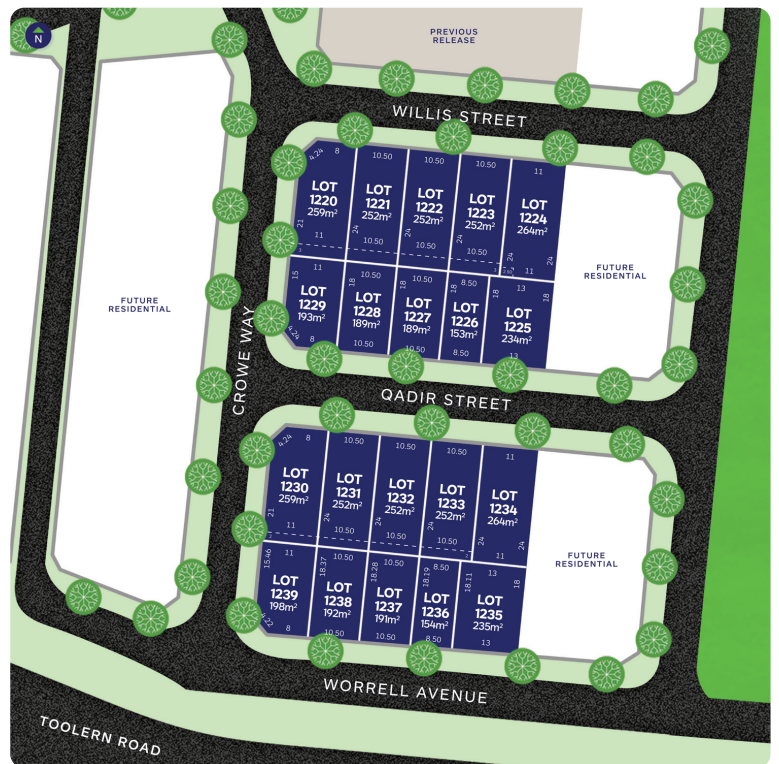 N
PREVIOUS
RELEASE
WILLIS STREET
4.24 8 10.50 10.50 10.50 11
LOT
1220
259m²
LOT
1221
252m²
LOT
1222
252m²
LOT
1223
252m²
LOT
1224
264m²
21 24 24 24 24 24
11 10.50 10.50 10.50 11
FUTURE
RESIDENTIAL
FUTURE
RESIDENTIAL
11 10.50 10.50 8.50 13
15 18 18 18 18 18
LOT
1229
193m²
LOT
1228
189m²
LOT
1227
189m²
LOT
1226
153m²
LOT
1225
234m²
4.24 8 10.50 10.50 8.50 13
CROWE WAY
QADIR STREET
4.24 8 10.50 10.50 10.50 11
LOT
1230
259m²
LOT
1231
252m²
LOT
1232
252m²
LOT
1233
252m²
LOT
1234
264m²
21 24 24 24 24
11 10.50 10.50 10.50 11
FUTURE
RESIDENTIAL
11 10.50 10.50 8.50 13
15.46 18.37 18.28 18.19 18.11 18
LOT
1239
198m²
LOT
1238
192m²
LOT
1237
191m²
LOT
1236
154m²
LOT
1235
235m²
4.22 8 10.50 10.50 8.50 13
WORRELL AVENUE
TOOLERN ROAD